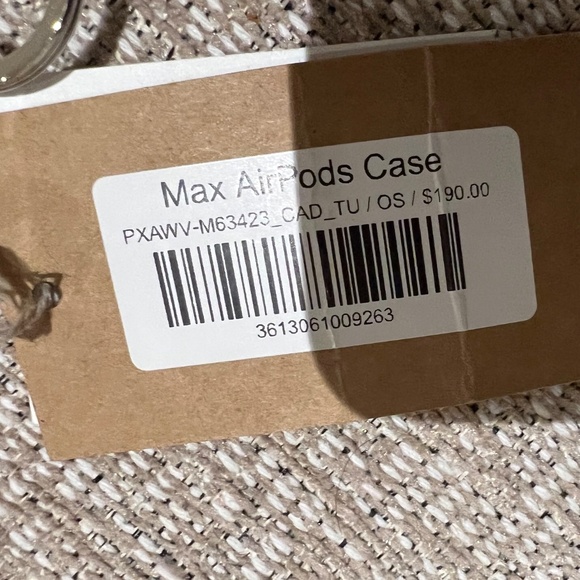 Max AirPods Case
PXAWV-M63423_CAD_TU / OS / $190.00
3613061009263